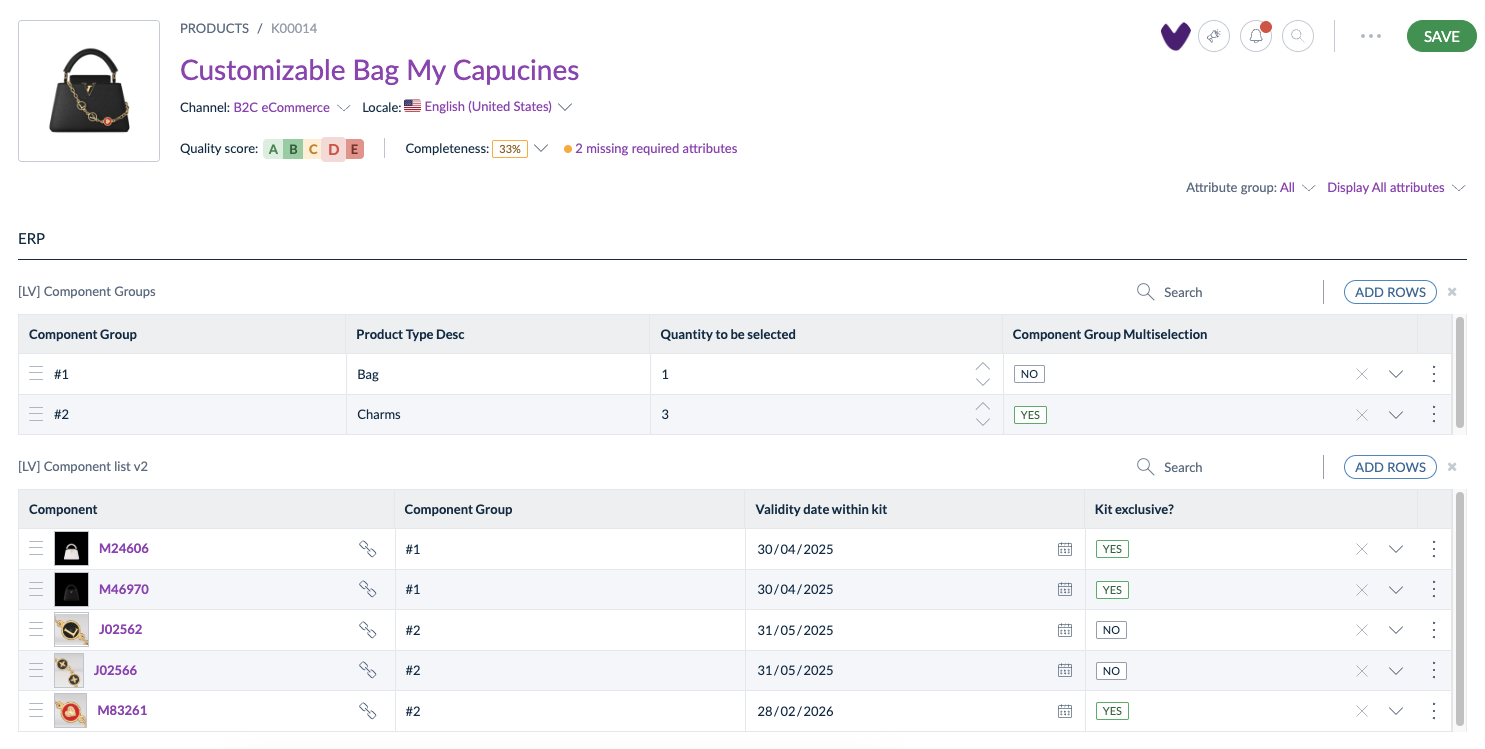 PRODUCTS / K00014
SAVE
Customizable Bag My Capucines
Channel: B2C eCommerce Locale: English (United States)
Quality score: A B C D E Completeness: 33% 2 missing required attributes
Attribute group: All Display All attributes
ERP
[LV] Component Groups Search ADD ROWS
Component Group Product Type Desc Quantity to be selected Component Group Multiselection
#1 Bag 1 NO
#2 Charms 3 YES
[LV] Component list v2 Search ADD ROWS
Component Component Group Validity date within kit Kit exclusive?
M24606 #1 30/04/2025 YES
M46970 #1 30/04/2025 YES
J02562 #2 31/05/2025 NO
J02566 #2 31/05/2025 NO
M83261 #2 28/02/2026 YES